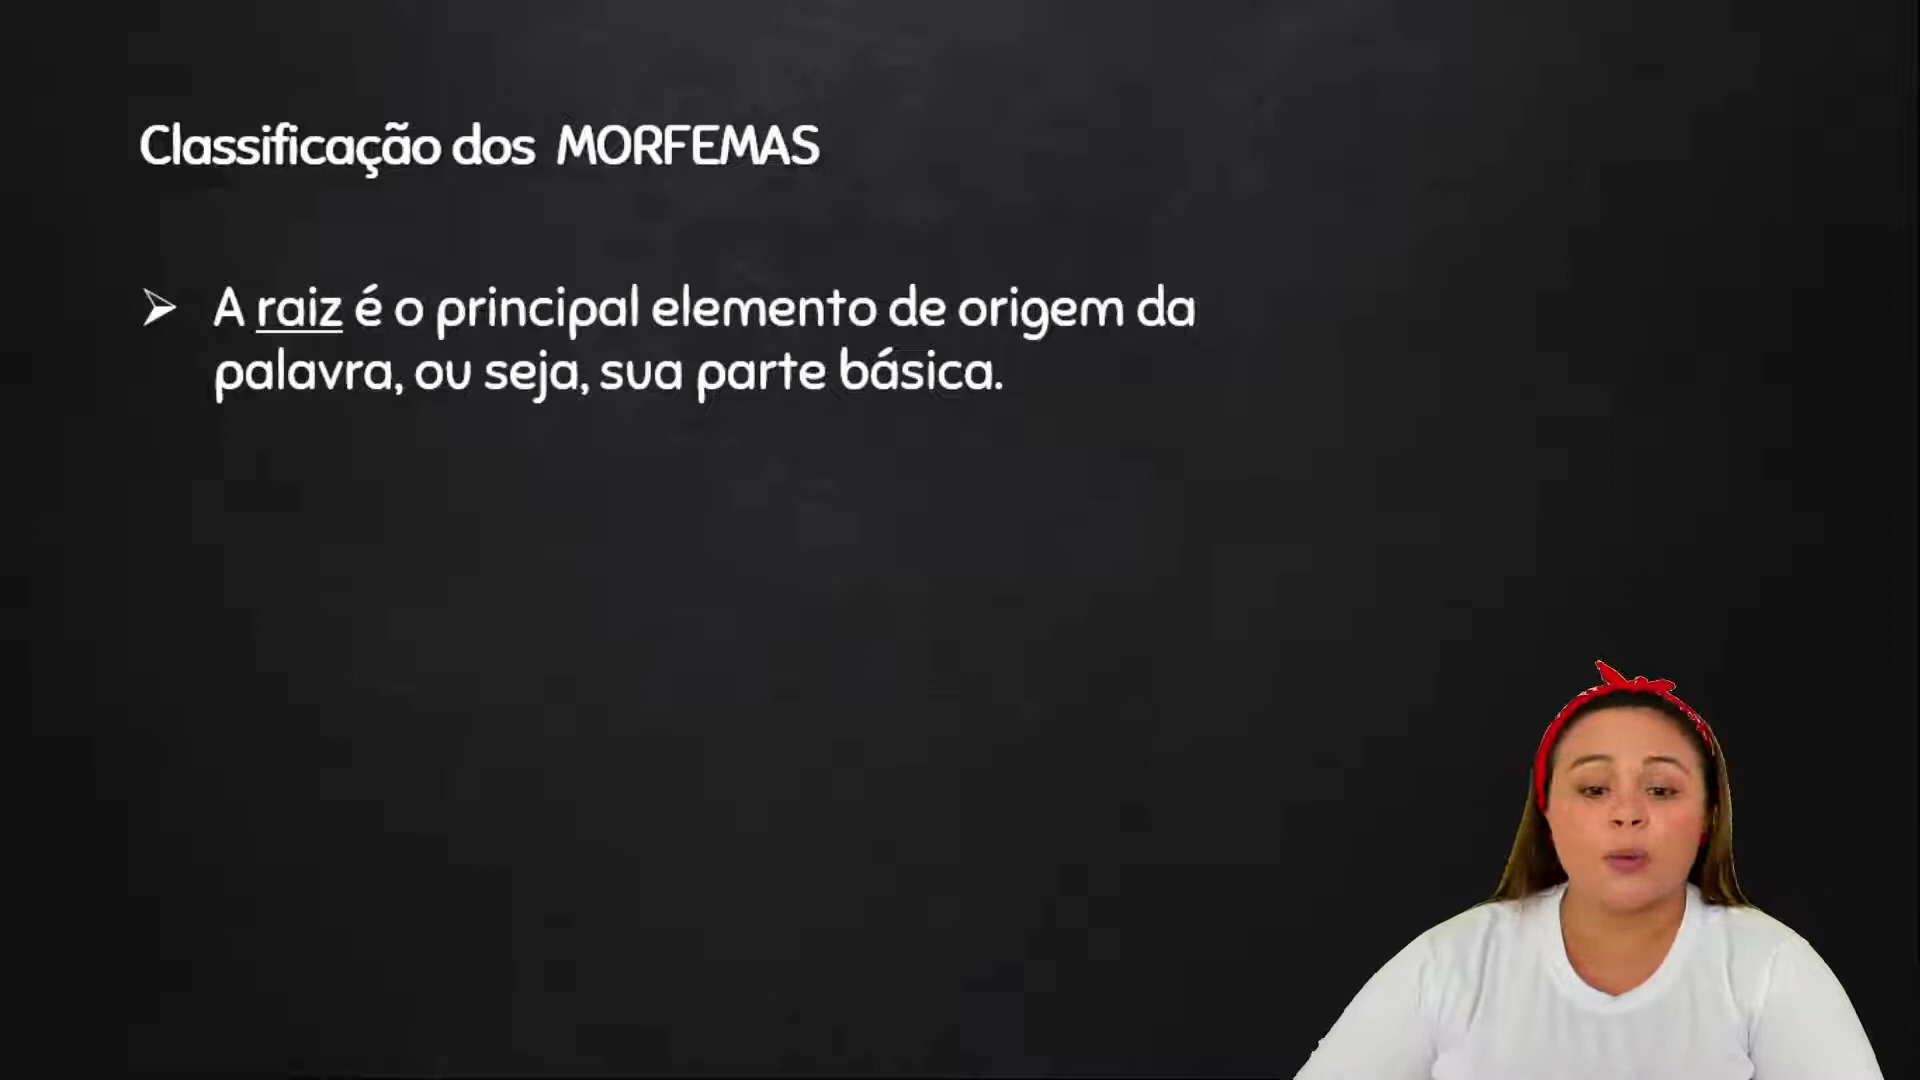 Classificação dos MORFEMAS
A raiz é o principal elemento de origem da
palavra, ou seja, sua parte básica.